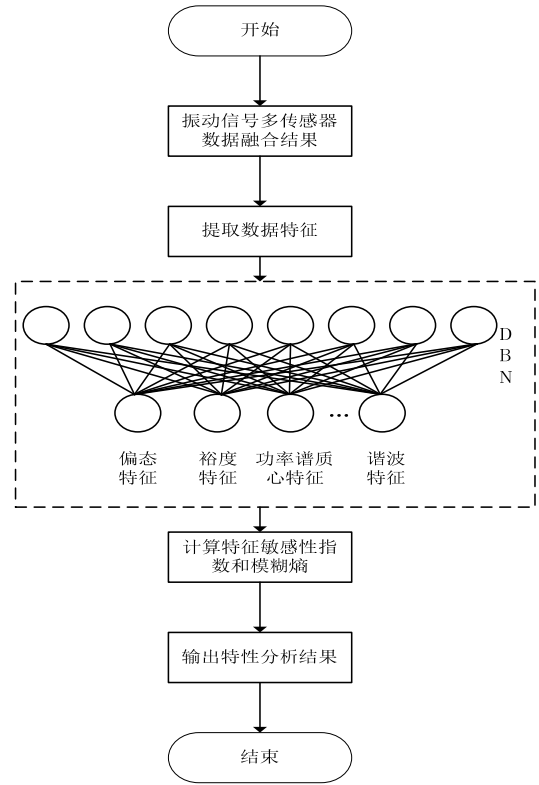 开始
振动信号多传感器
数据融合结果
提取数据特征
D
B
N
...
偏态 裕度 功率谱质 谐波
特征 特征 心特征 特征
计算特征敏感性指
数和模糊熵
输出特性分析结果
结束